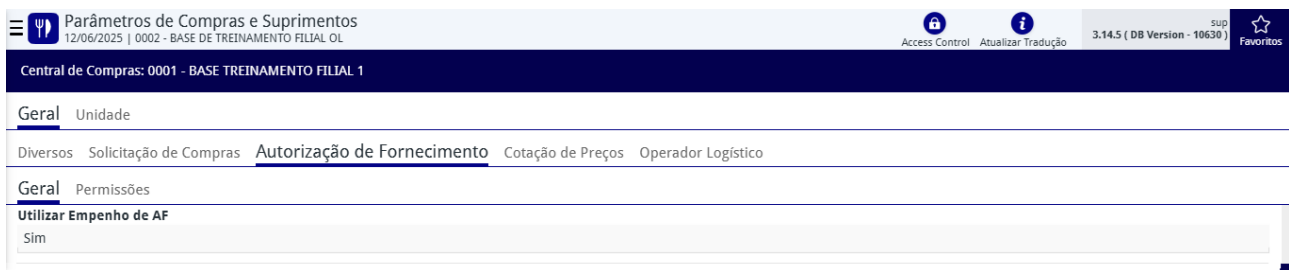 Parâmetros de Compras e Suprimentos
12/06/2025 | 0002 - BASE DE TREINAMENTO FILIAL OL
Access Control
Atualizar Tradução
sup
3.14.5 ( DB Version - 10630 )
Favoritos
Central de Compras: 0001 - BASE TREINAMENTO FILIAL 1
Geral Unidade
Diversos Solicitação de Compras Autorização de Fornecimento Cotação de Preços Operador Logístico
Geral Permissões
Utilizar Empenho de AF
Sim